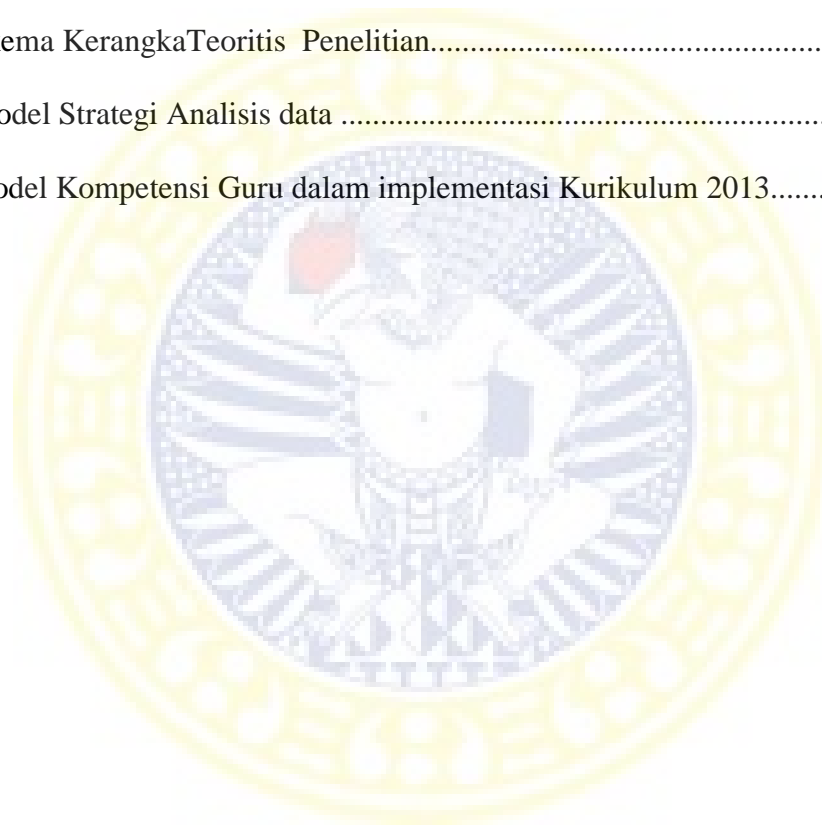 ema KerangkaTeoritis Penelitian..............................................
odel Strategi Analisis data .............................................................
odel Kompetensi Guru dalam implementasi Kurikulum 2013.......